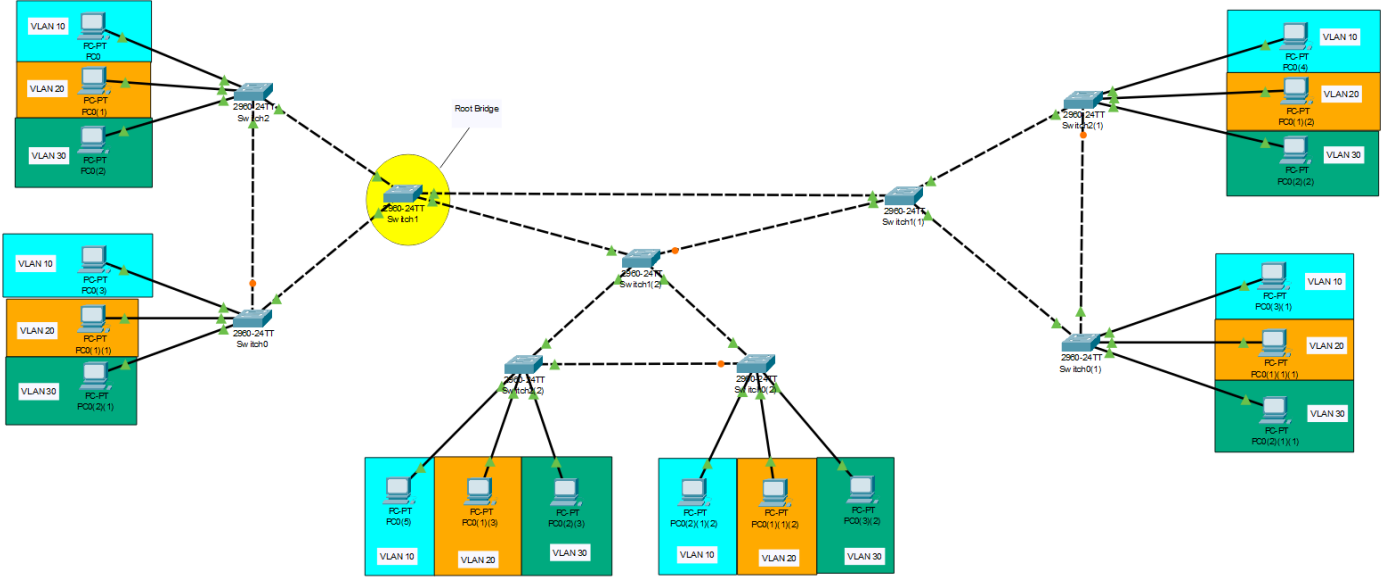 VLAN 10
PC-PT
PC0
VLAN 20
PC-PT
PC0(1)
VLAN 30
PC-PT
PC0(2)
2960-24TT
Switch2
Root Bridge
2960-24TT
Switch1
VLAN 10
PC-PT
PC0(3)
VLAN 20
PC-PT
PC0(1)(1)
VLAN 30
PC-PT
PC0(2)(1)
2960-24TT
Switch0
2960-24TT
Switch1(2)
2960-24TT
Switch1(1)
2960-24TT
Switch2(1)
VLAN 10
PC-PT
PC0(4)
VLAN 20
PC-PT
PC0(1)(2)
VLAN 30
PC-PT
PC0(2)(2)
2960-24TT
Switch0(1)
VLAN 10
PC-PT
PC0(3)(1)
VLAN 20
PC-PT
PC0(1)(1)(1)
VLAN 30
PC-PT
PC0(2)(1)(1)
2960-24TT
Switch2(2)
2960-24TT
Switch0(2)
PC-PT
PC0(5)
VLAN 10
PC-PT
PC0(1)(3)
VLAN 20
PC-PT
PC0(2)(3)
VLAN 30
PC-PT
PC0(2)(1)(2)
VLAN 10
PC-PT
PC0(1)(1)(2)
VLAN 20
PC-PT
PC0(3)(2)
VLAN 30